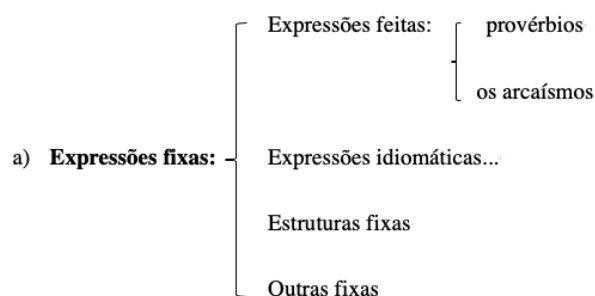 Expressões feitas: provérbios
os arcaísmos
a) Expressões fixas: Expressões idiomáticas...
Estruturas fixas
Outras fixas